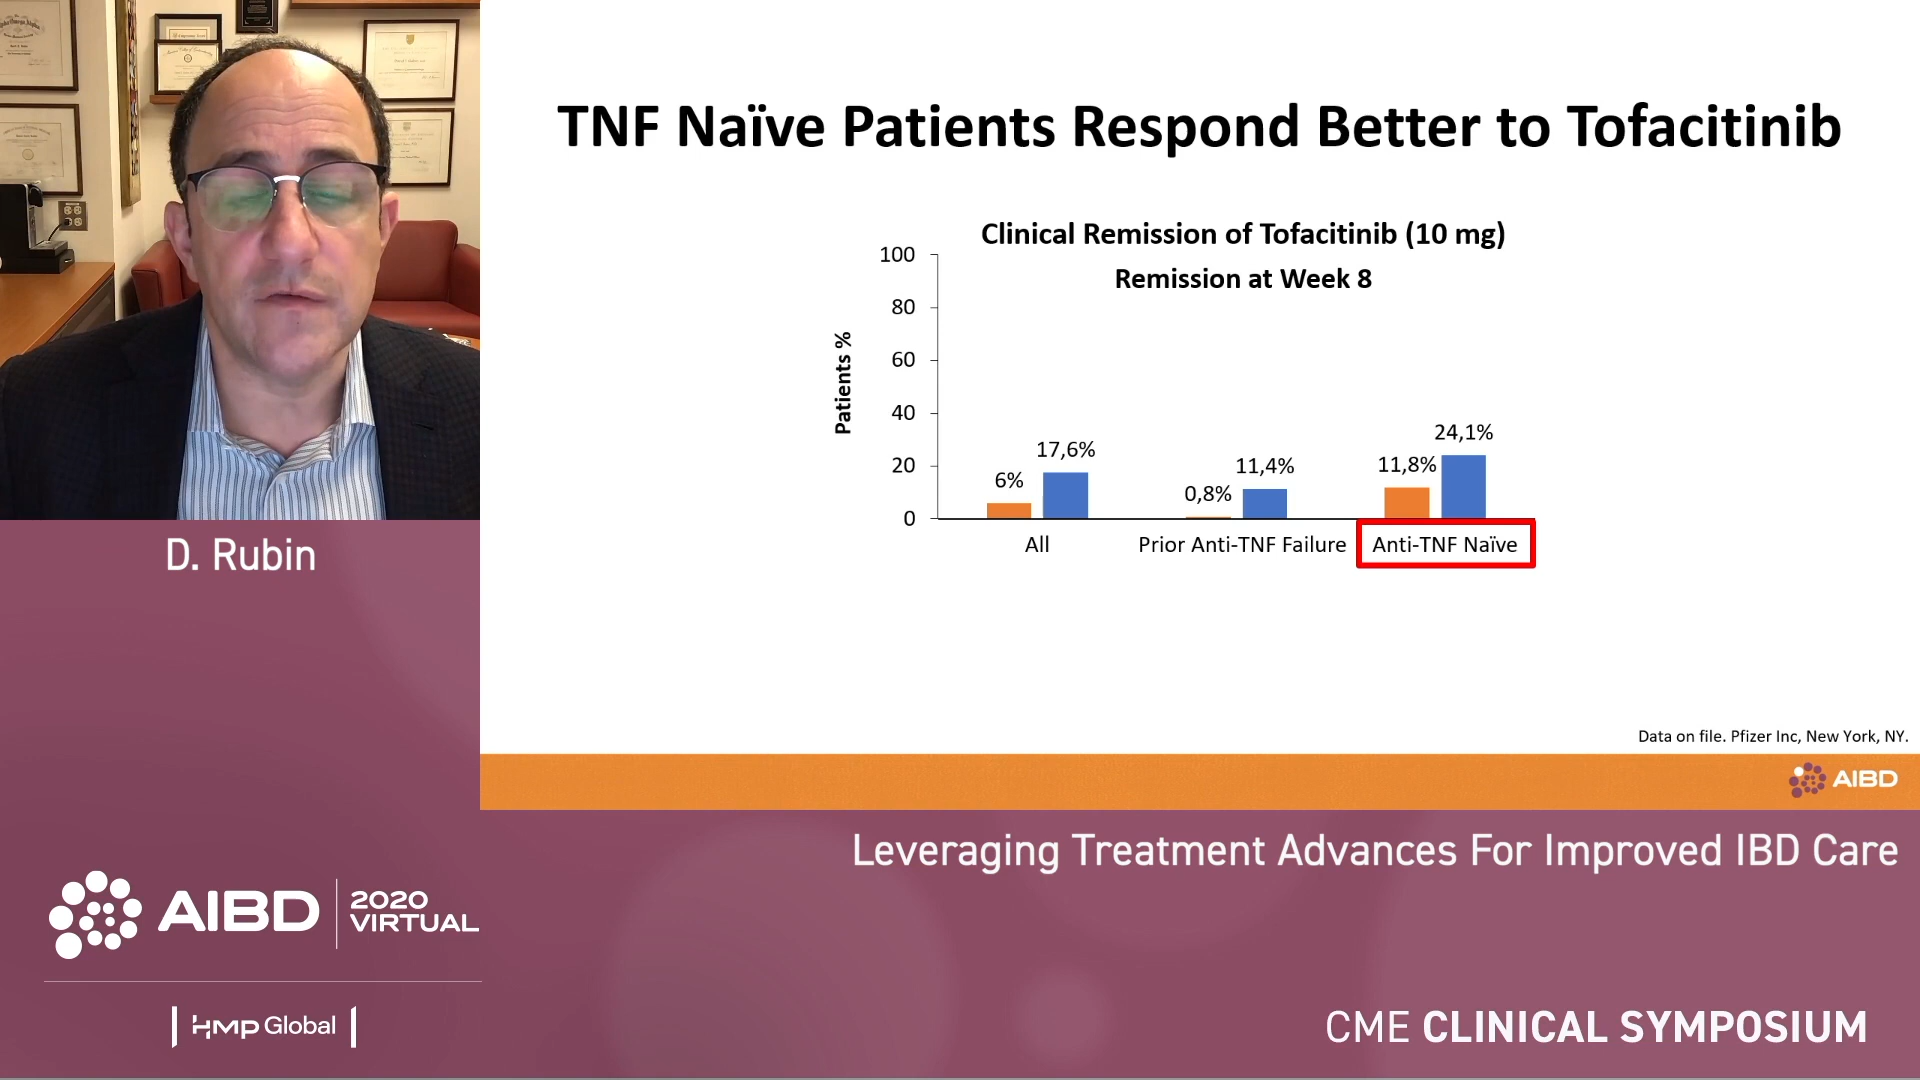 TNF Naïve Patients Respond Better to Tofacitinib
Clinical Remission of Tofacitinib (10 mg)
Remission at Week 8
Patients %
100
80
60
40
20
0
6%
17,6%
0,8%
11,4%
11,8%
24,1%
All
Prior Anti-TNF Failure
Anti-TNF Naïve
Data on file. Pfizer Inc, New York, NY.
AIBD
D. Rubin
Leveraging Treatment Advances For Improved IBD Care
AIBD
2020
VIRTUAL
HMP Global
CME CLINICAL SYMPOSIUM